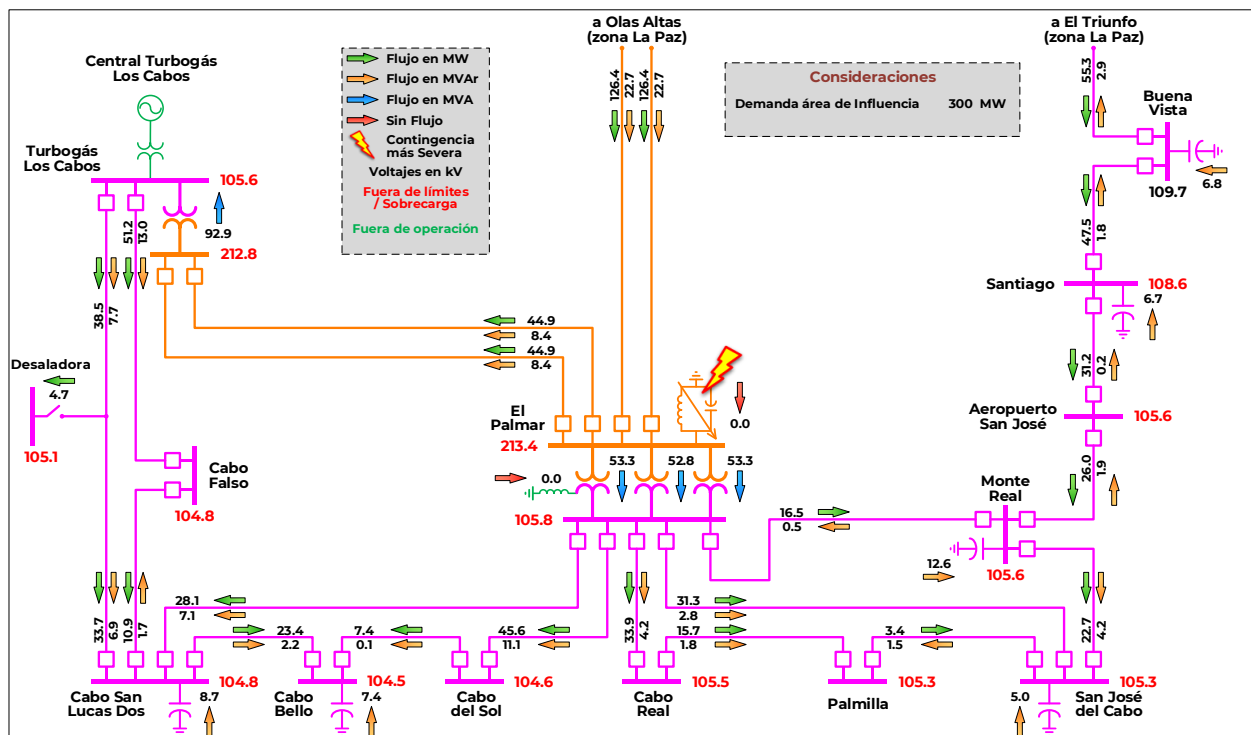 a Olas Altas
(zona La Paz)
a El Triunfo
(zona La Paz)
Central Turbogás
Los Cabos
Flujo en MW
Flujo en MVAr
Flujo en MVA
Sin Flujo
Contingencia
más Severa
Voltajes en kV
Fuera de límites
/ Sobrecarga
Fuera de operación
Consideraciones
Demanda área de Influencia 300 MW
126.4
22.7
126.4
22.7
55.3
2.9
Buena
Vista
109.7
6.8
47.5
1.8
Turbogás
Los Cabos
105.6
92.9
212.8
51.2
13.0
38.5
7.7
Santiago
108.6
6.7
31.2
0.2
44.9
8.4
44.9
8.4
Desaladora
4.7
105.1
Cabo
Falso
104.8
El
Palmar
213.4
0.0
0.0
53.3
52.8
53.3
105.8
Aeropuerto
San José
105.6
26.0
1.9
Monte
Real
16.5
0.5
12.6
105.6
33.7
6.9
10.9
1.7
28.1
7.1
23.4
2.2
7.4
0.1
45.6
11.1
33.9
4.2
31.3
2.8
15.7
1.8
3.4
1.5
22.7
4.2
Cabo San
Lucas Dos
104.8
8.7
Cabo
Bello
104.5
7.4
Cabo
del Sol
104.6
Cabo
Real
105.5
Palmilla
105.3
5.0
San José
del Cabo
105.3